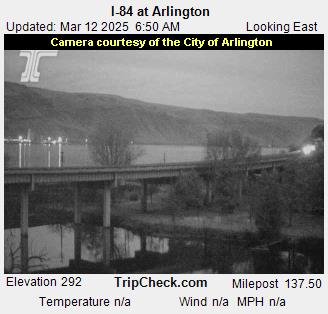 I-84 at Arlington
Updated: Mar 12 2025 6:50 AM Looking East
Camera courtesy of the City of Arlington
Elevation 292 TripCheck.com Milepost 137.50
Temperature n/a Wind n/a MPH n/a